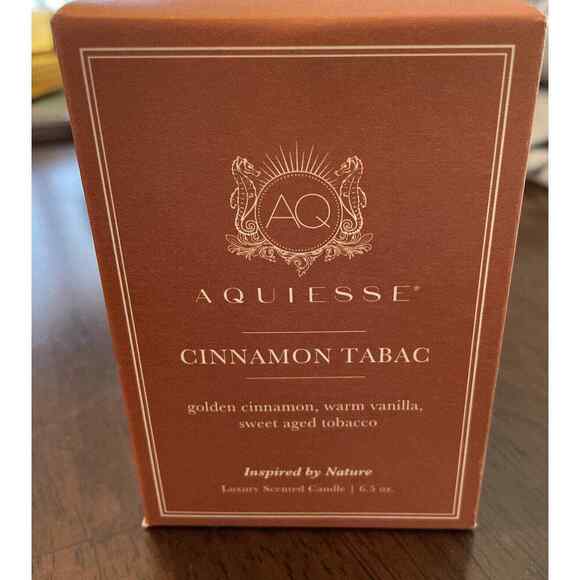 AQ
AQUIESSE®
CINNAMON TABAC
golden cinnamon, warm vanilla,
sweet aged tobacco
Inspired by Nature
Luxury Scented Candle | 6.5 oz.